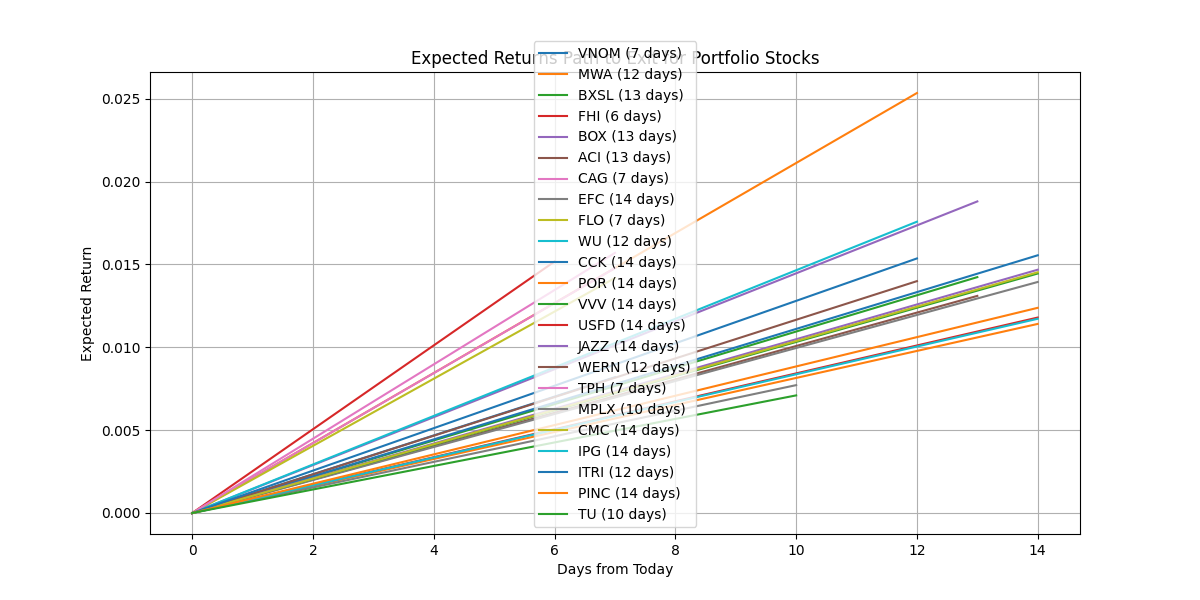 Expected Returns Path to Exit for Portfolio Stocks
VNOM (7 days)
MWA (12 days)
BXSL (13 days)
FHI (6 days)
BOX (13 days)
ACI (13 days)
CAG (7 days)
EFC (14 days)
FLO (7 days)
WU (12 days)
CCK (14 days)
POR (14 days)
VVV (14 days)
USFD (14 days)
JAZZ (14 days)
WERN (12 days)
TPH (7 days)
MPLX (10 days)
CMC (14 days)
IPG (14 days)
ITRI (12 days)
PINC (14 days)
TU (10 days)
Expected Return
0.025
0.020
0.015
0.010
0.005
0.000
0 2 4 6 8 10 12 14
Days from Today